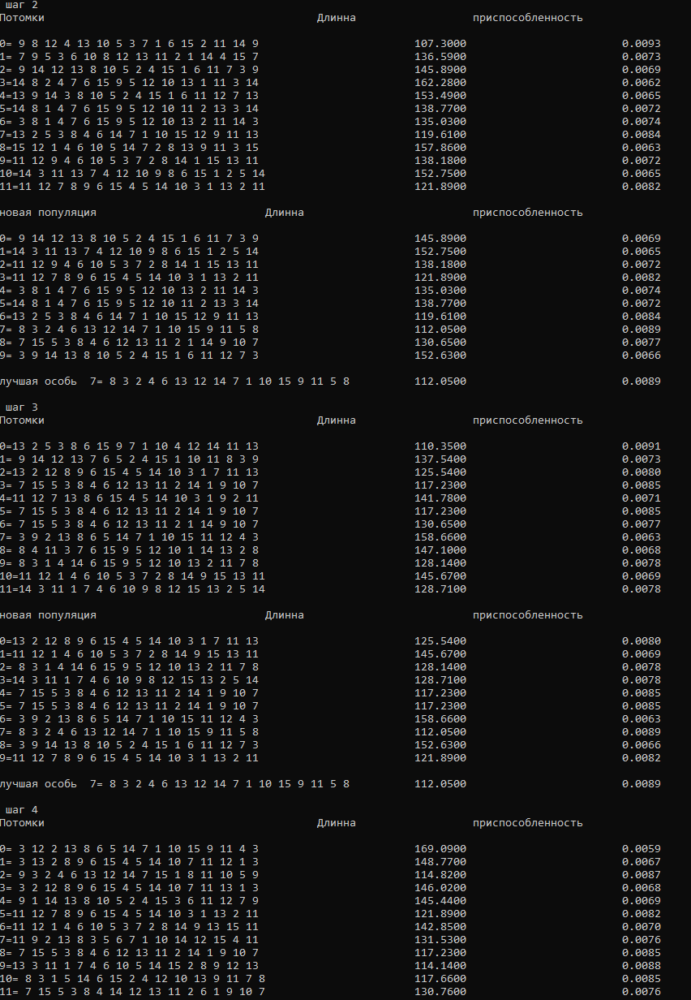 шаг 2
Потомки Длинна приспособленность
0= 9 8 12 4 13 10 5 3 7 1 6 15 2 11 14 9 107.3000 0.0093
1= 7 9 5 3 6 10 8 12 13 11 2 1 14 4 15 7 136.5900 0.0073
2= 9 14 12 13 8 10 5 2 4 15 1 6 11 7 3 9 145.8900 0.0069
3=14 8 2 4 7 6 15 9 5 12 10 13 1 11 3 14 162.2800 0.0062
4=13 9 14 3 8 10 5 2 4 15 1 6 11 12 7 13 153.4900 0.0065
5=14 8 1 4 7 6 15 9 5 12 10 11 2 13 3 14 138.7700 0.0072
6= 3 8 1 4 7 6 15 9 5 12 10 13 2 11 14 3 135.0300 0.0074
7=13 2 5 3 8 4 6 14 7 1 10 15 12 9 11 13 119.6100 0.0084
8=15 12 1 4 6 10 5 14 7 2 8 13 9 11 3 15 157.8600 0.0063
9=11 12 9 4 6 10 5 3 7 2 8 14 1 15 13 11 138.1800 0.0072
10=14 3 11 13 7 4 12 10 9 8 6 15 1 2 5 14 152.7500 0.0065
11=11 12 7 8 9 6 15 4 5 14 10 3 1 13 2 11 121.8900 0.0082
новая популяция Длинна приспособленность
0= 9 14 12 13 8 10 5 2 4 15 1 6 11 7 3 9 145.8900 0.0069
1=14 3 11 13 7 4 12 10 9 8 6 15 1 2 5 14 152.7500 0.0065
2=11 12 9 4 6 10 5 3 7 2 8 14 1 15 13 11 138.1800 0.0072
3=11 12 7 8 9 6 15 4 5 14 10 3 1 13 2 11 121.8900 0.0082
4= 3 8 1 4 7 6 15 9 5 12 10 13 2 11 14 3 135.0300 0.0074
5=14 8 1 4 7 6 15 9 5 12 10 11 2 13 3 14 138.7700 0.0072
6=13 2 5 3 8 4 6 14 7 1 10 15 12 9 11 13 119.6100 0.0084
7= 8 3 2 4 6 13 12 14 7 1 10 15 9 11 5 8 112.0500 0.0089
8= 7 15 5 3 8 4 6 12 13 11 2 1 14 9 10 7 130.6500 0.0077
9= 3 9 14 13 8 10 5 2 4 15 1 6 11 12 7 3 152.6300 0.0066
лучшая особь 7= 8 3 2 4 6 13 12 14 7 1 10 15 9 11 5 8 112.0500 0.0089
шаг 3
Потомки Длинна приспособленность
0=13 2 5 3 8 6 15 9 7 1 10 4 12 14 11 13 110.3500 0.0091
1= 9 14 12 13 7 6 5 2 4 15 1 10 11 8 3 9 137.5400 0.0073
2=13 2 12 8 9 6 15 4 5 14 10 3 1 7 11 13 125.5400 0.0080
3= 7 15 5 3 8 4 6 12 13 11 2 14 1 9 10 7 117.2300 0.0085
4=11 12 7 13 8 6 15 4 5 14 10 3 1 9 2 11 141.7800 0.0071
5= 7 15 5 3 8 4 6 12 13 11 2 14 1 9 10 7 117.2300 0.0085
6= 7 15 5 3 8 4 6 12 13 11 2 1 14 9 10 7 130.6500 0.0077
7= 3 9 2 13 8 6 5 14 7 1 10 15 11 12 4 3 158.6600 0.0063
8= 8 4 11 3 7 6 15 9 5 12 10 1 14 13 2 8 147.1000 0.0068
9= 8 3 1 4 14 6 15 9 5 12 10 13 2 11 7 8 128.1400 0.0078
10=11 12 1 4 6 10 5 3 7 2 8 14 9 15 13 11 145.6700 0.0069
11=14 3 11 1 7 4 6 10 9 8 12 15 13 2 5 14 128.7100 0.0078
новая популяция Длинна приспособленность
0=13 2 12 8 9 6 15 4 5 14 10 3 1 7 11 13 125.5400 0.0080
1=11 12 1 4 6 10 5 3 7 2 8 14 9 15 13 11 145.6700 0.0069
2= 8 3 1 4 14 6 15 9 5 12 10 13 2 11 7 8 128.1400 0.0078
3=14 3 11 1 7 4 6 10 9 8 12 15 13 2 5 14 128.7100 0.0078
4= 7 15 5 3 8 4 6 12 13 11 2 14 1 9 10 7 117.2300 0.0085
5= 7 15 5 3 8 4 6 12 13 11 2 14 1 9 10 7 117.2300 0.0085
6= 3 9 2 13 8 6 5 14 7 1 10 15 11 12 4 3 158.6600 0.0063
7= 8 3 2 4 6 13 12 14 7 1 10 15 9 11 5 8 112.0500 0.0089
8= 3 9 14 13 8 10 5 2 4 15 1 6 11 12 7 3 152.6300 0.0066
9=11 12 7 8 9 6 15 4 5 14 10 3 1 13 2 11 121.8900 0.0082
лучшая особь 7= 8 3 2 4 6 13 12 14 7 1 10 15 9 11 5 8 112.0500 0.0089
шаг 4
Потомки Длинна приспособленность
0= 3 12 2 13 8 6 5 14 7 1 10 15 9 11 4 3 169.0900 0.0059
1= 3 13 2 8 9 6 15 4 5 14 10 7 11 12 1 3 148.7700 0.0067
2= 9 3 2 4 6 13 12 14 7 15 1 8 11 10 5 9 114.8200 0.0087
3= 3 2 12 8 9 6 15 4 5 14 10 7 11 13 1 3 146.0200 0.0068
4= 9 1 14 13 8 10 5 2 4 15 3 6 11 12 7 9 145.4400 0.0069
5=11 12 7 8 9 6 15 4 5 14 10 3 1 13 2 11 121.8900 0.0082
6=11 12 1 4 6 10 5 3 7 2 8 14 9 13 15 11 142.8500 0.0070
7=11 9 2 13 8 3 5 6 7 1 10 14 12 15 4 11 131.5300 0.0076
8= 7 15 5 3 8 4 6 12 13 11 2 14 1 9 10 7 117.2300 0.0085
9=13 3 11 1 7 4 6 10 5 14 15 2 8 9 12 13 114.1400 0.0088
10= 8 3 1 5 14 6 15 2 4 12 10 13 9 11 7 8 117.6600 0.0085
11= 7 15 5 3 8 4 14 12 13 11 2 6 1 9 10 7 130.7600 0.0076